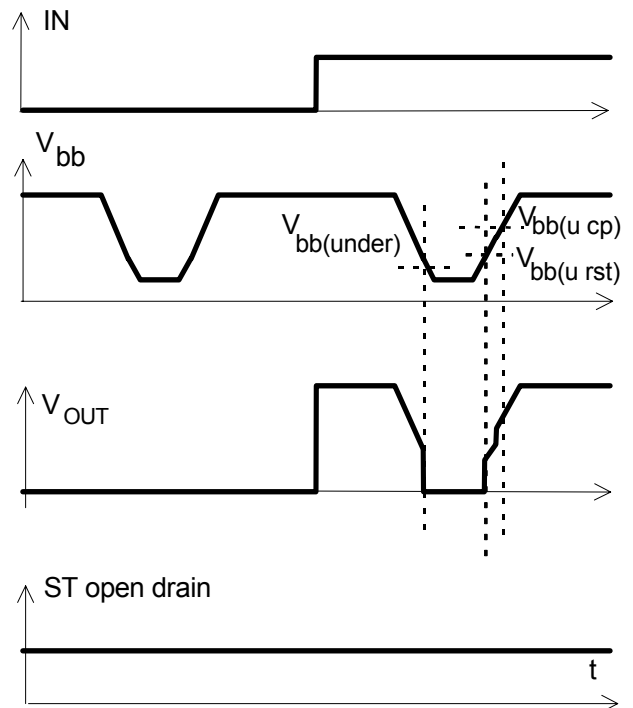 IN
V bb
V bb(under)
V bb(u cp)
V bb(u rst)
V OUT
ST open drain
t